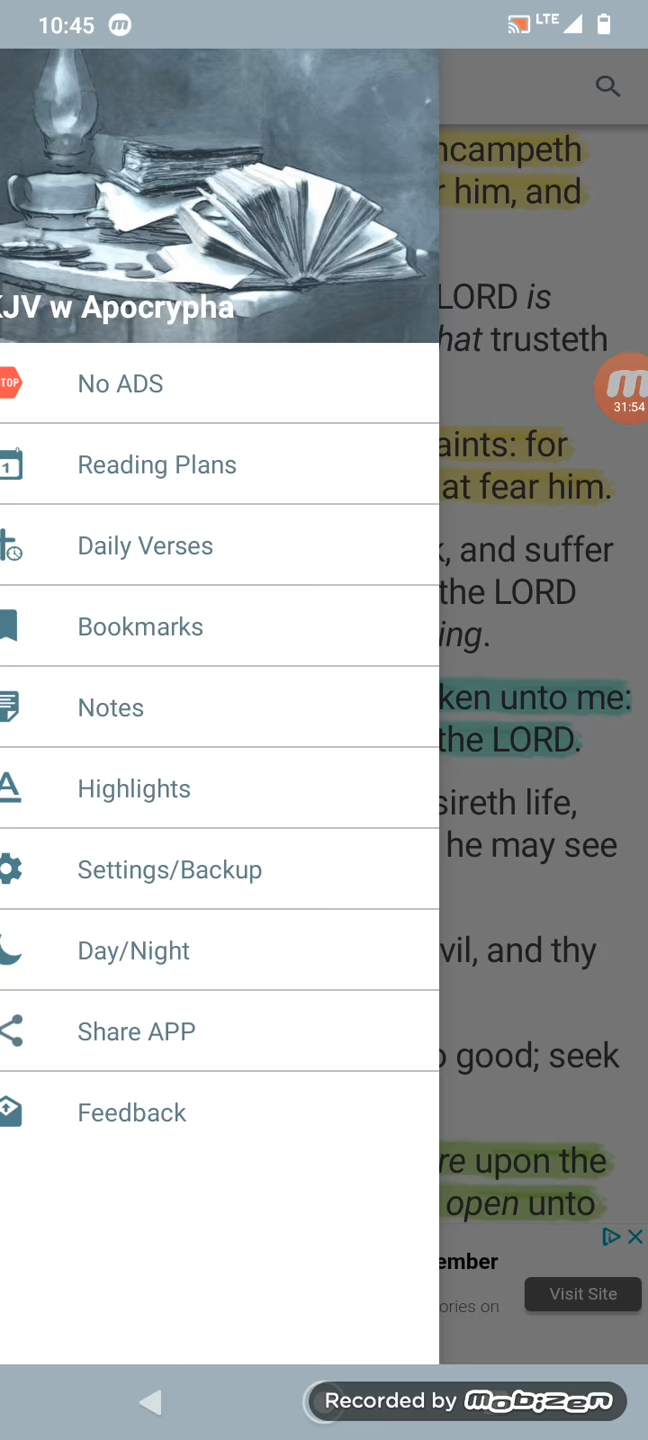 10:45
LTE
ncampeth
him, and
KJV w Apocrypha
LORD is
hat trusteth
31:54
STOP
No ADS
aints: for
at fear him.
1
Reading Plans
Daily Verses
, and suffer
the LORD
ing.
Bookmarks
ken unto me:
the LORD.
Notes
Highlights
sireth life,
he may see
Settings/Backup
Day/Night
vil, and thy
Share APP
good; seek
Feedback
re upon the
open unto
ember
ories on
Visit Site
Recorded by mobizen